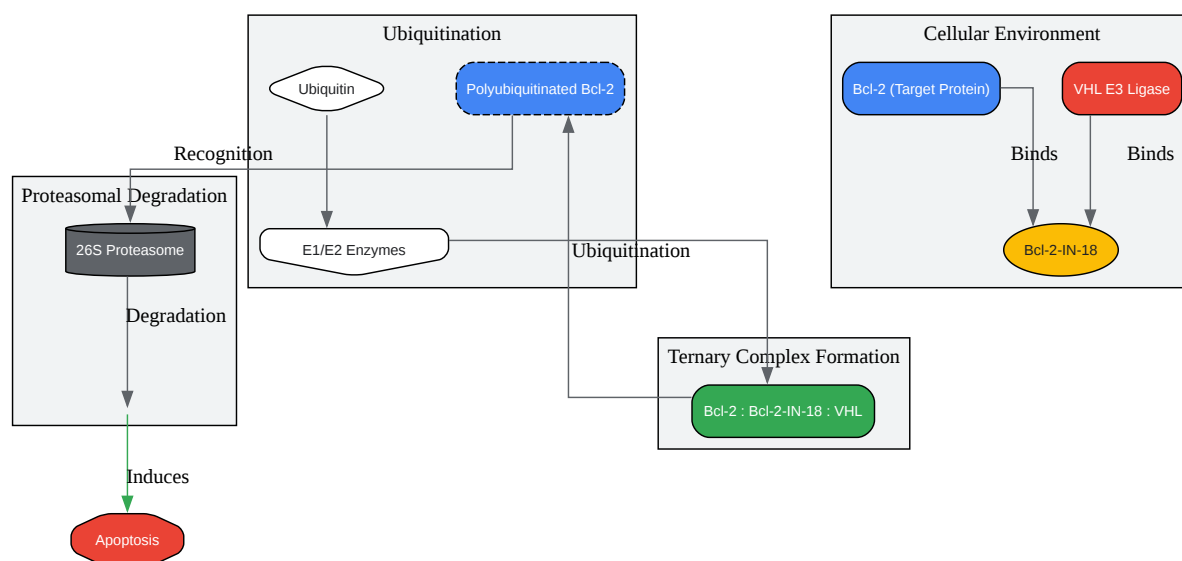 Ubiquitination
Cellular Environment
Ubiquitin
Polyubiquitinated Bcl-2
Bcl-2 (Target Protein)
VHL E3 Ligase
Recognition
Binds
Binds
Proteasomal Degradation
26S Proteasome
E1/E2 Enzymes
Ubiquitination
Bcl-2-IN-18
Degradation
Ternary Complex Formation
Bcl-2 : Bcl-2-IN-18 : VHL
Induces
Apoptosis